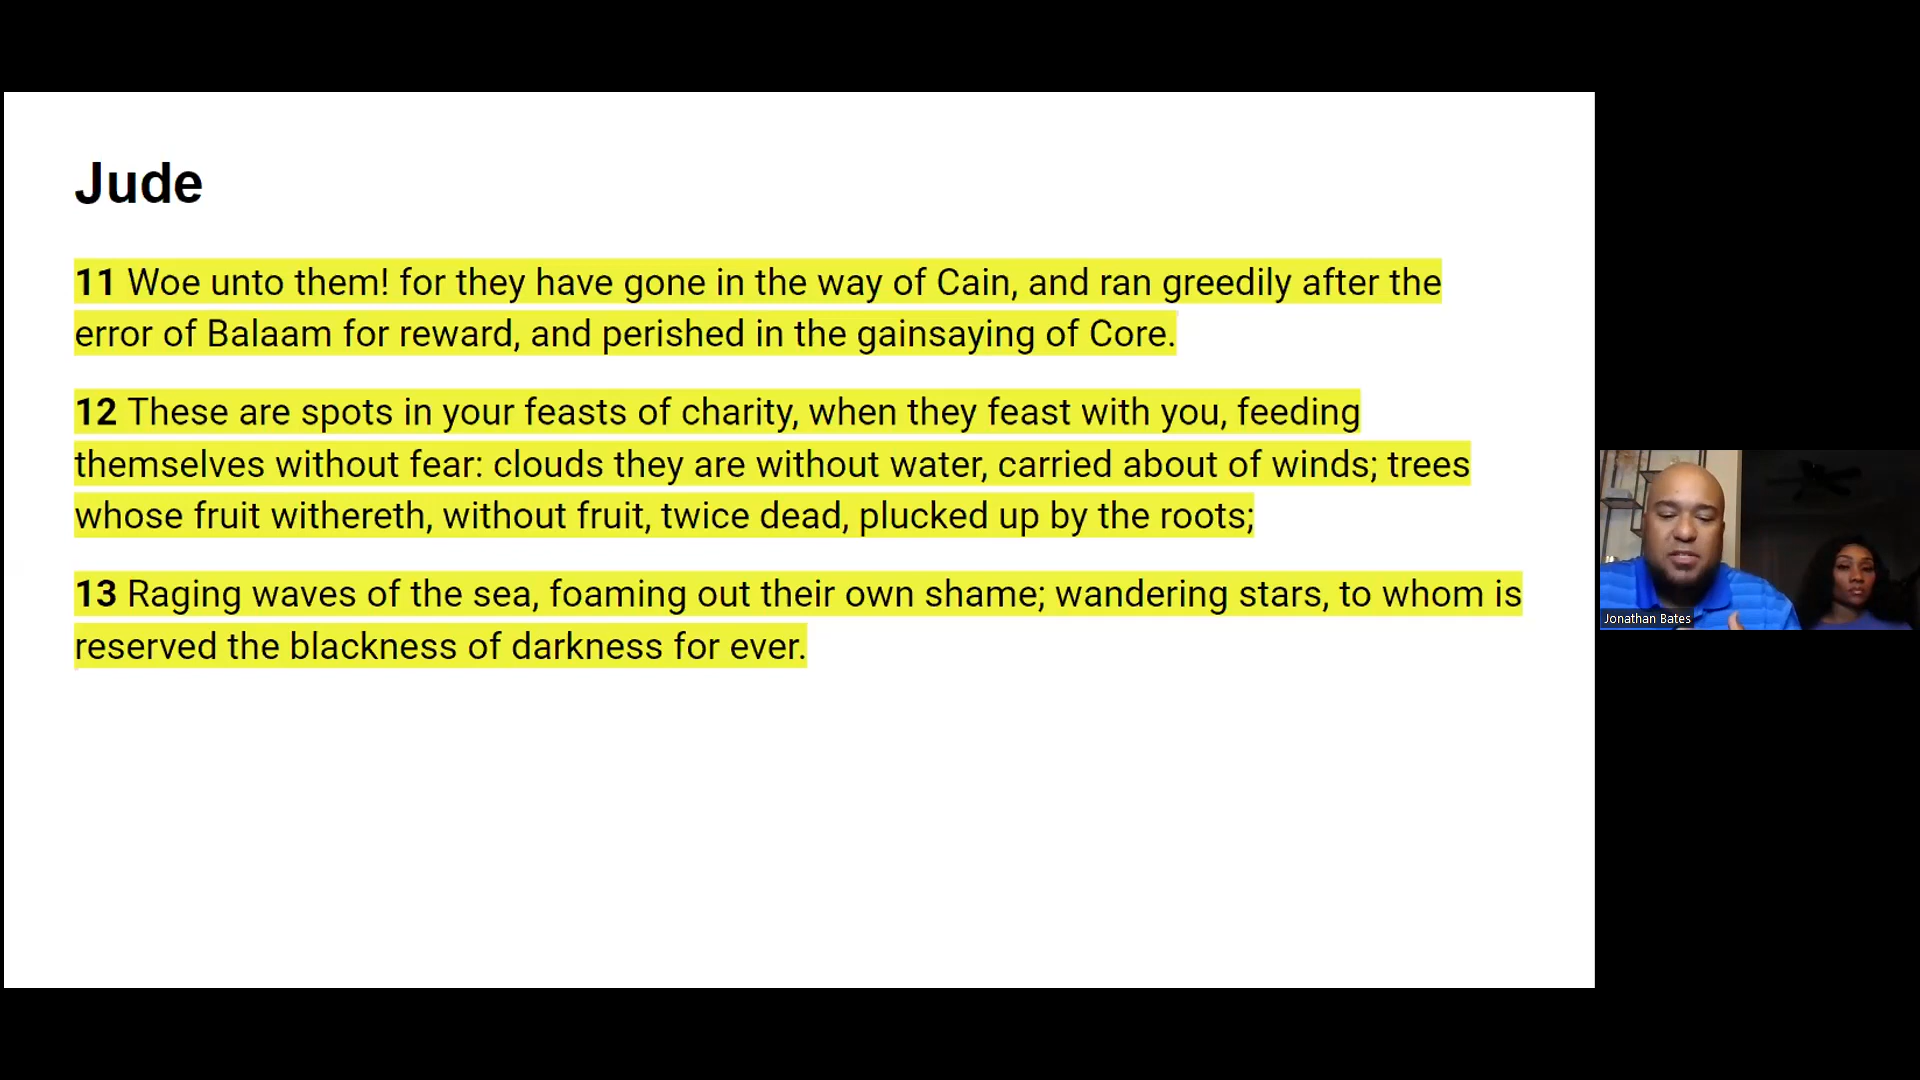 Jude
11 Woe unto them! for they have gone in the way of Cain, and ran greedily after the
error of Balaam for reward, and perished in the gainsaying of Core.
12 These are spots in your feasts of charity, when they feast with you, feeding
themselves without fear: clouds they are without water, carried about of winds; trees
whose fruit withereth, without fruit, twice dead, plucked up by the roots;
13 Raging waves of the sea, foaming out their own shame; wandering stars, to whom is
reserved the blackness of darkness for ever.
Jonathan Bates